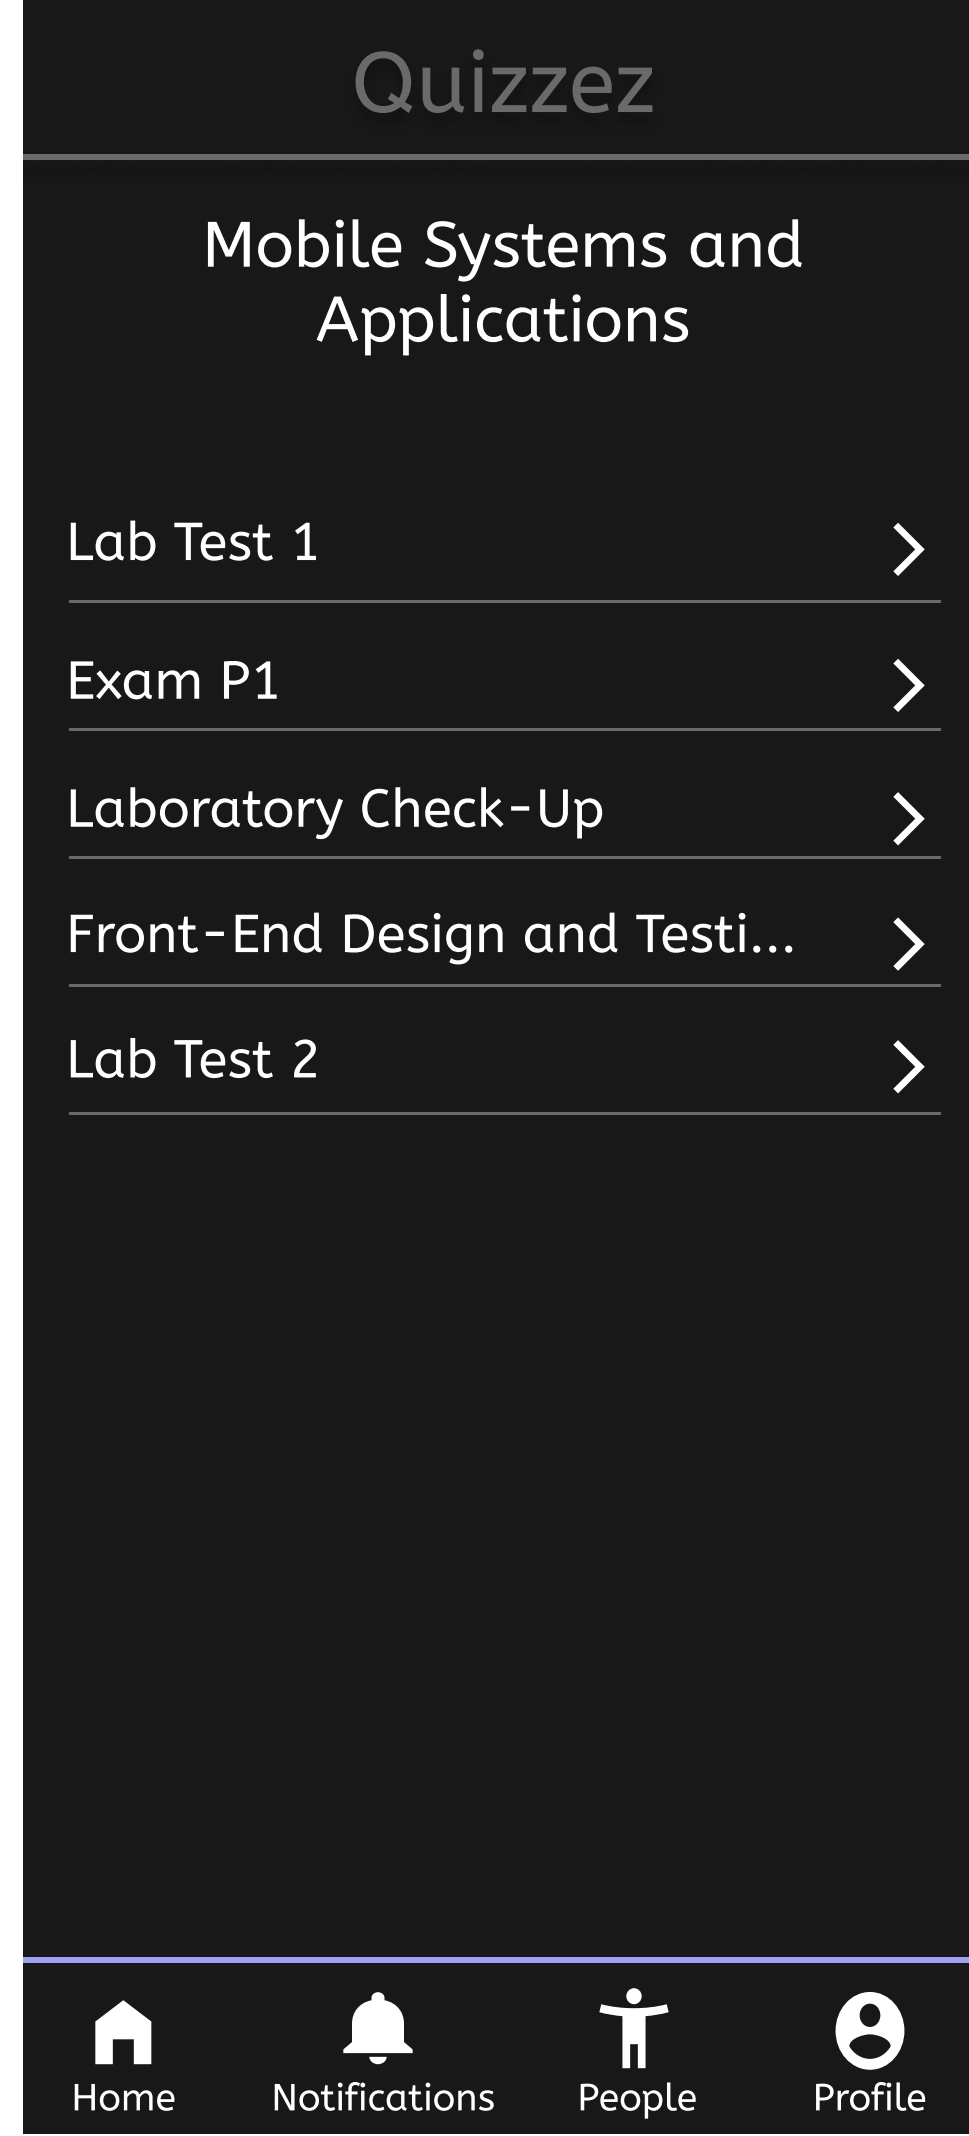 Quizzez
Mobile Systems and
Applications
Lab Test 1
Exam P1
Laboratory Check-Up
Front-End Design and Testi...
Lab Test 2
Home
Notifications
People
Profile